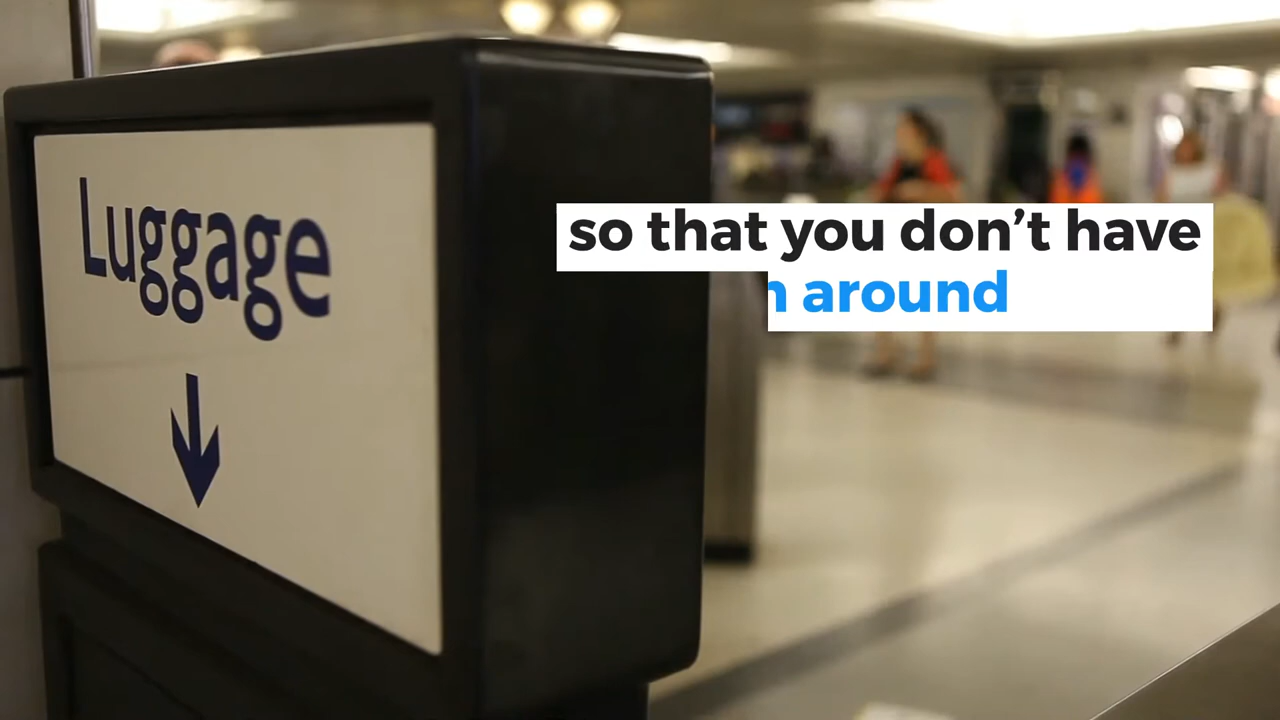 Luggage
so that you don’t have
around